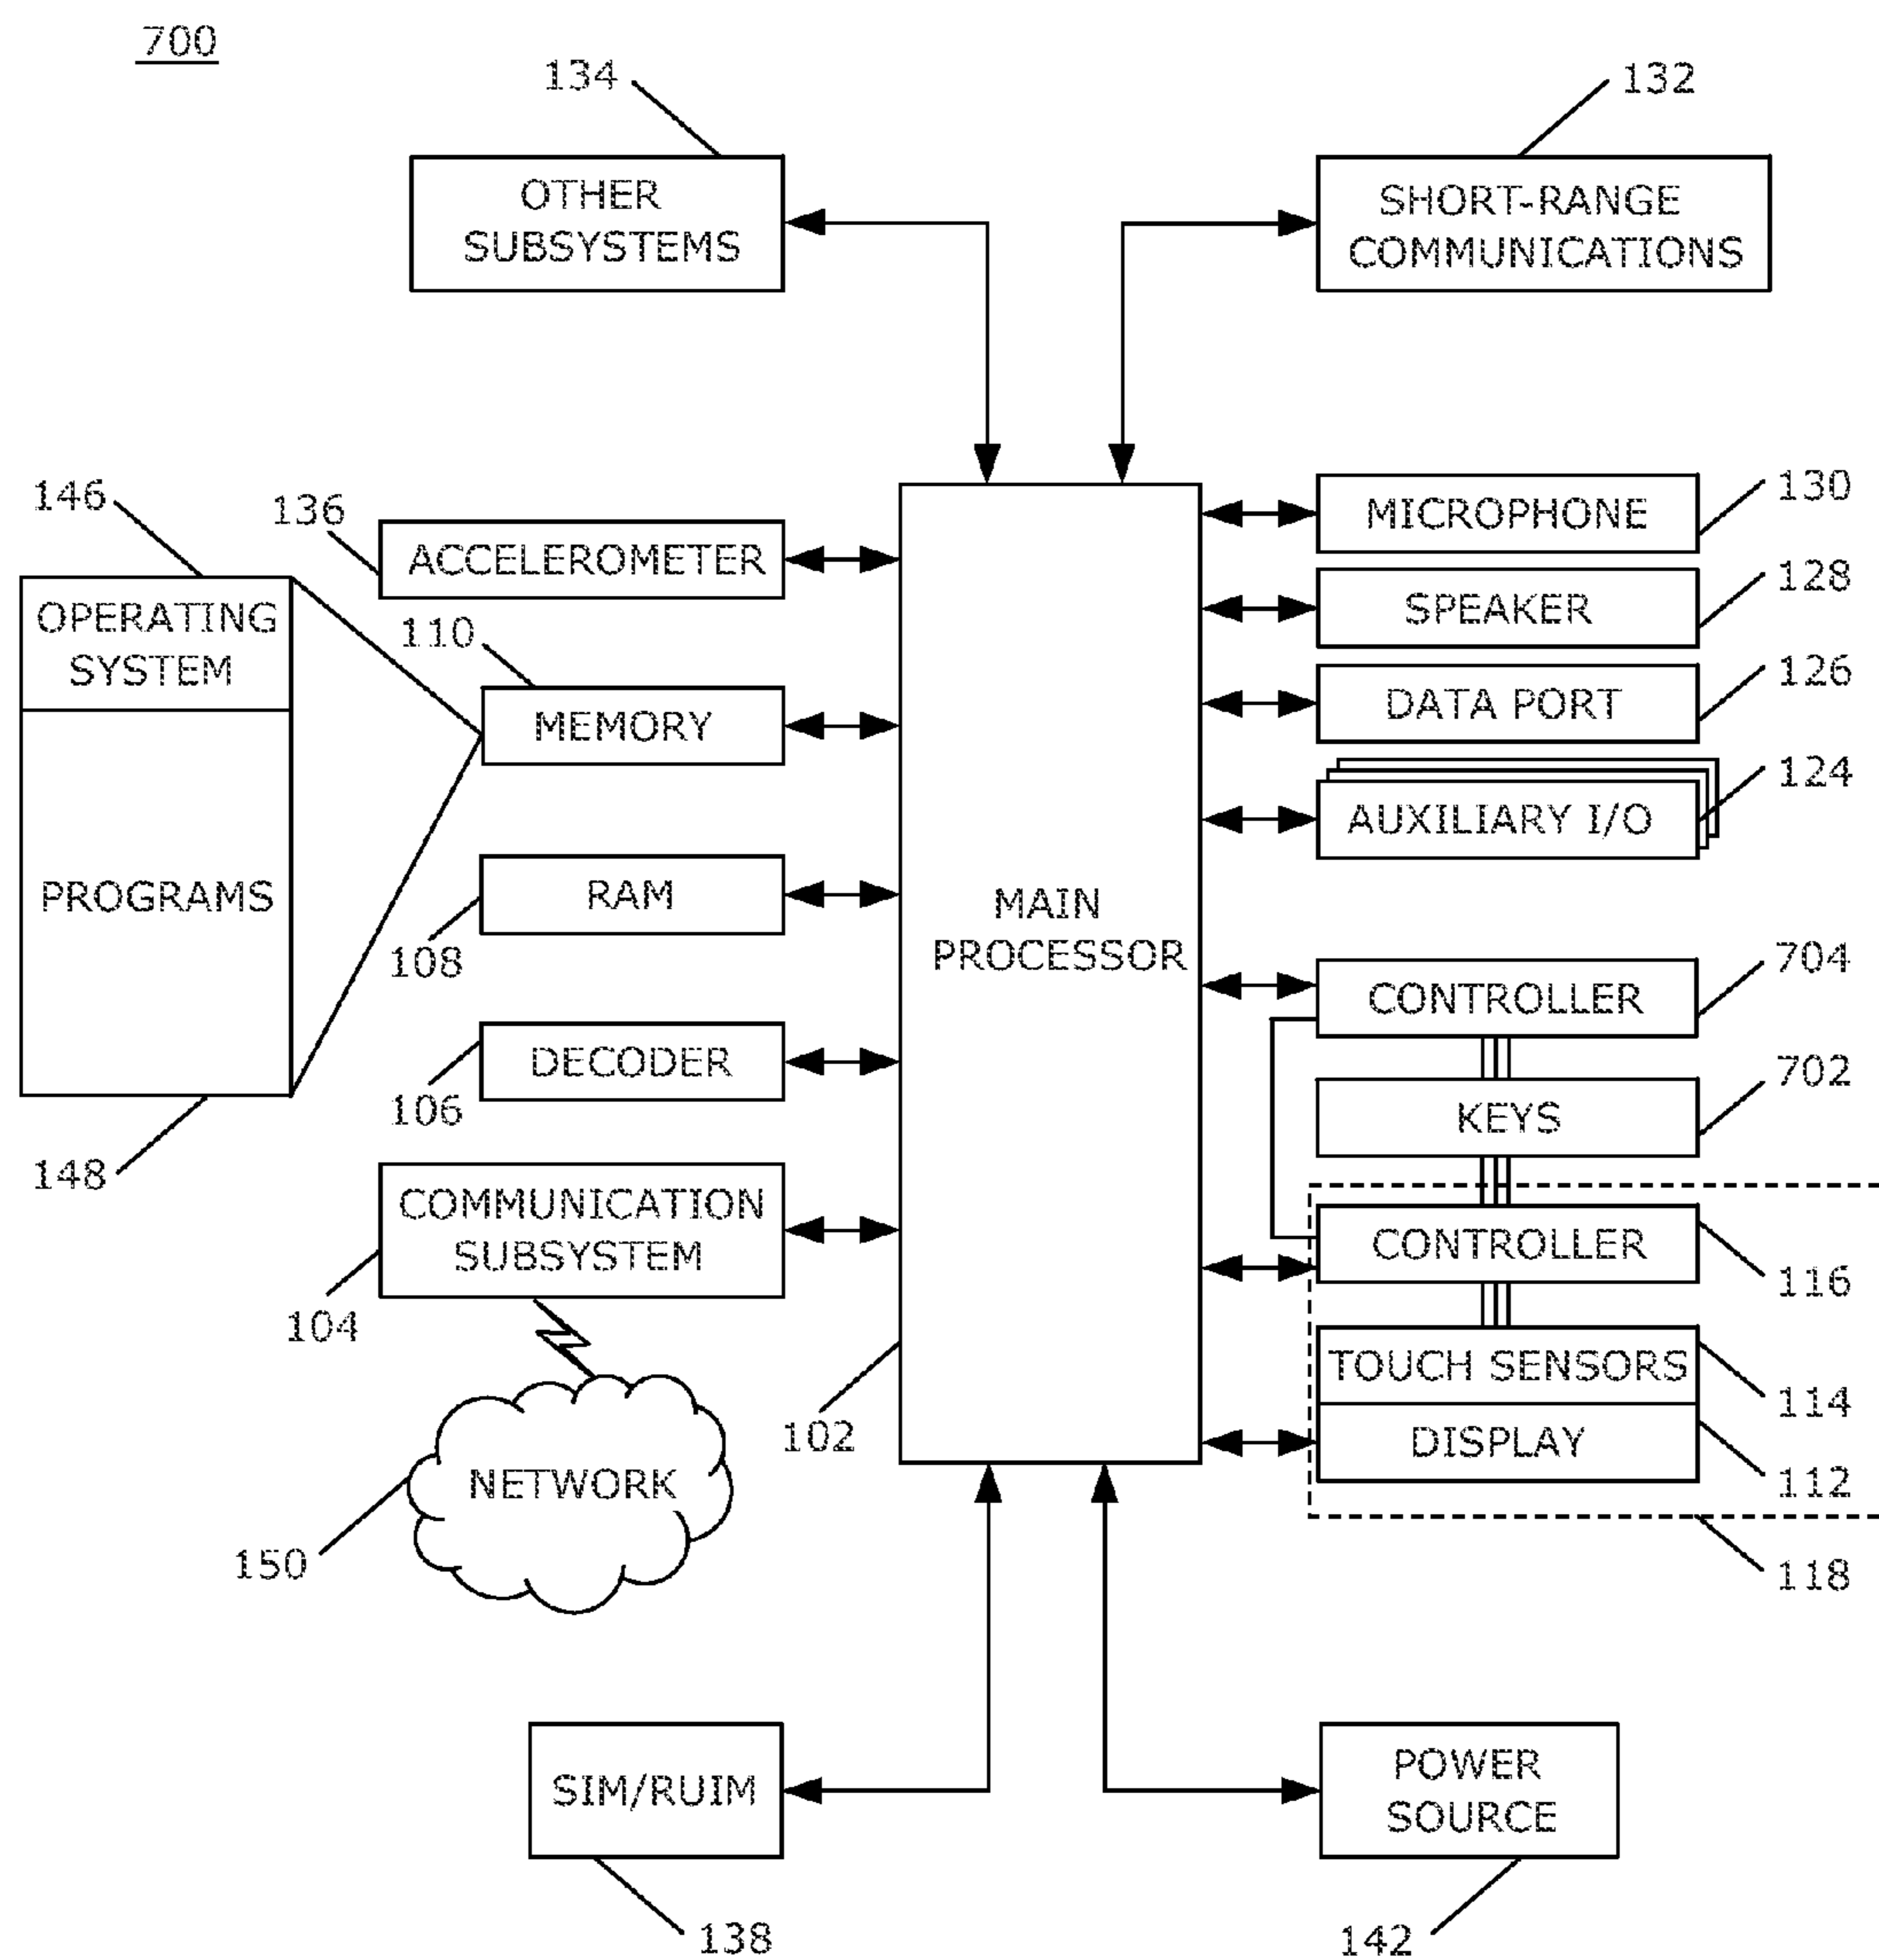 700
134
132
OTHER
SUBSYSTEMS
SHORT-RANGE
COMMUNICATIONS
146
136
ACCELEROMETER
MICROPHONE
130
OPERATING
SYSTEM
110
SPEAKER
128
MEMORY
DATA PORT
126
AUXILIARY I/O
124
PROGRAMS
RAM
108
MAIN
PROCESSOR
CONTROLLER
704
DECODER
106
KEYS
702
148
COMMUNICATION
SUBSYSTEM
104
CONTROLLER
116
TOUCH SENSORS
114
102
DISPLAY
112
NETWORK
150
118
SIM/RUIM
138
POWER
SOURCE
142